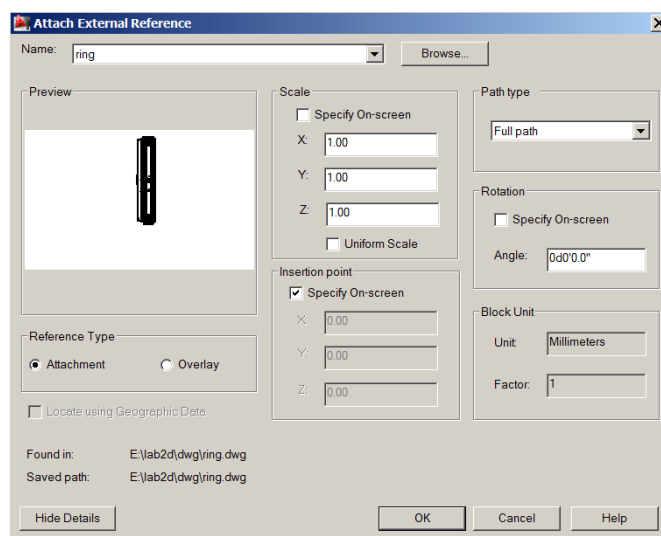 Attach External Reference
Name: ring Browse...
Preview
Scale
Specify On-screen
X: 1.00
Y: 1.00
Z: 1.00
Uniform Scale
Path type
Full path
Rotation
Specify On-screen
Angle: 0d0'0.0"
Insertion point
Specify On-screen
X: 0.00
Y: 0.00
Z: 0.00
Block Unit
Unit: Millimeters
Factor: 1
Reference Type
Attachment Overlay
Locate using Geographic Data
Found in: E:\lab2d\dwg\ring.dwg
Saved path: E:\lab2d\dwg\ring.dwg
Hide Details OK Cancel Help